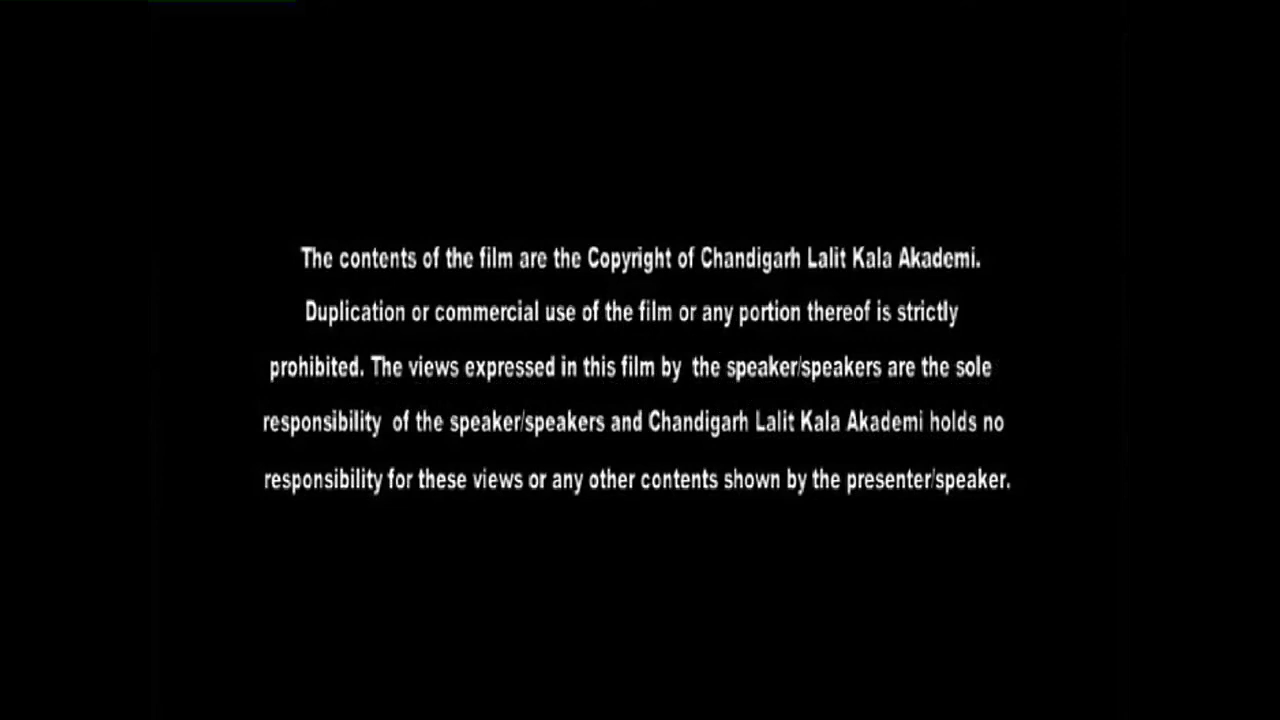 The contents of the film are the Copyright of Chandigarh Lalit Kala Akademi.
Duplication or commercial use of the film or any portion thereof is strictly
prohibited. The views expressed in this film by the speaker/speakers are the sole
responsibility of the speaker/speakers and Chandigarh Lalit Kala Akademi holds no
responsibility for these views or any other contents shown by the presenter/speaker.